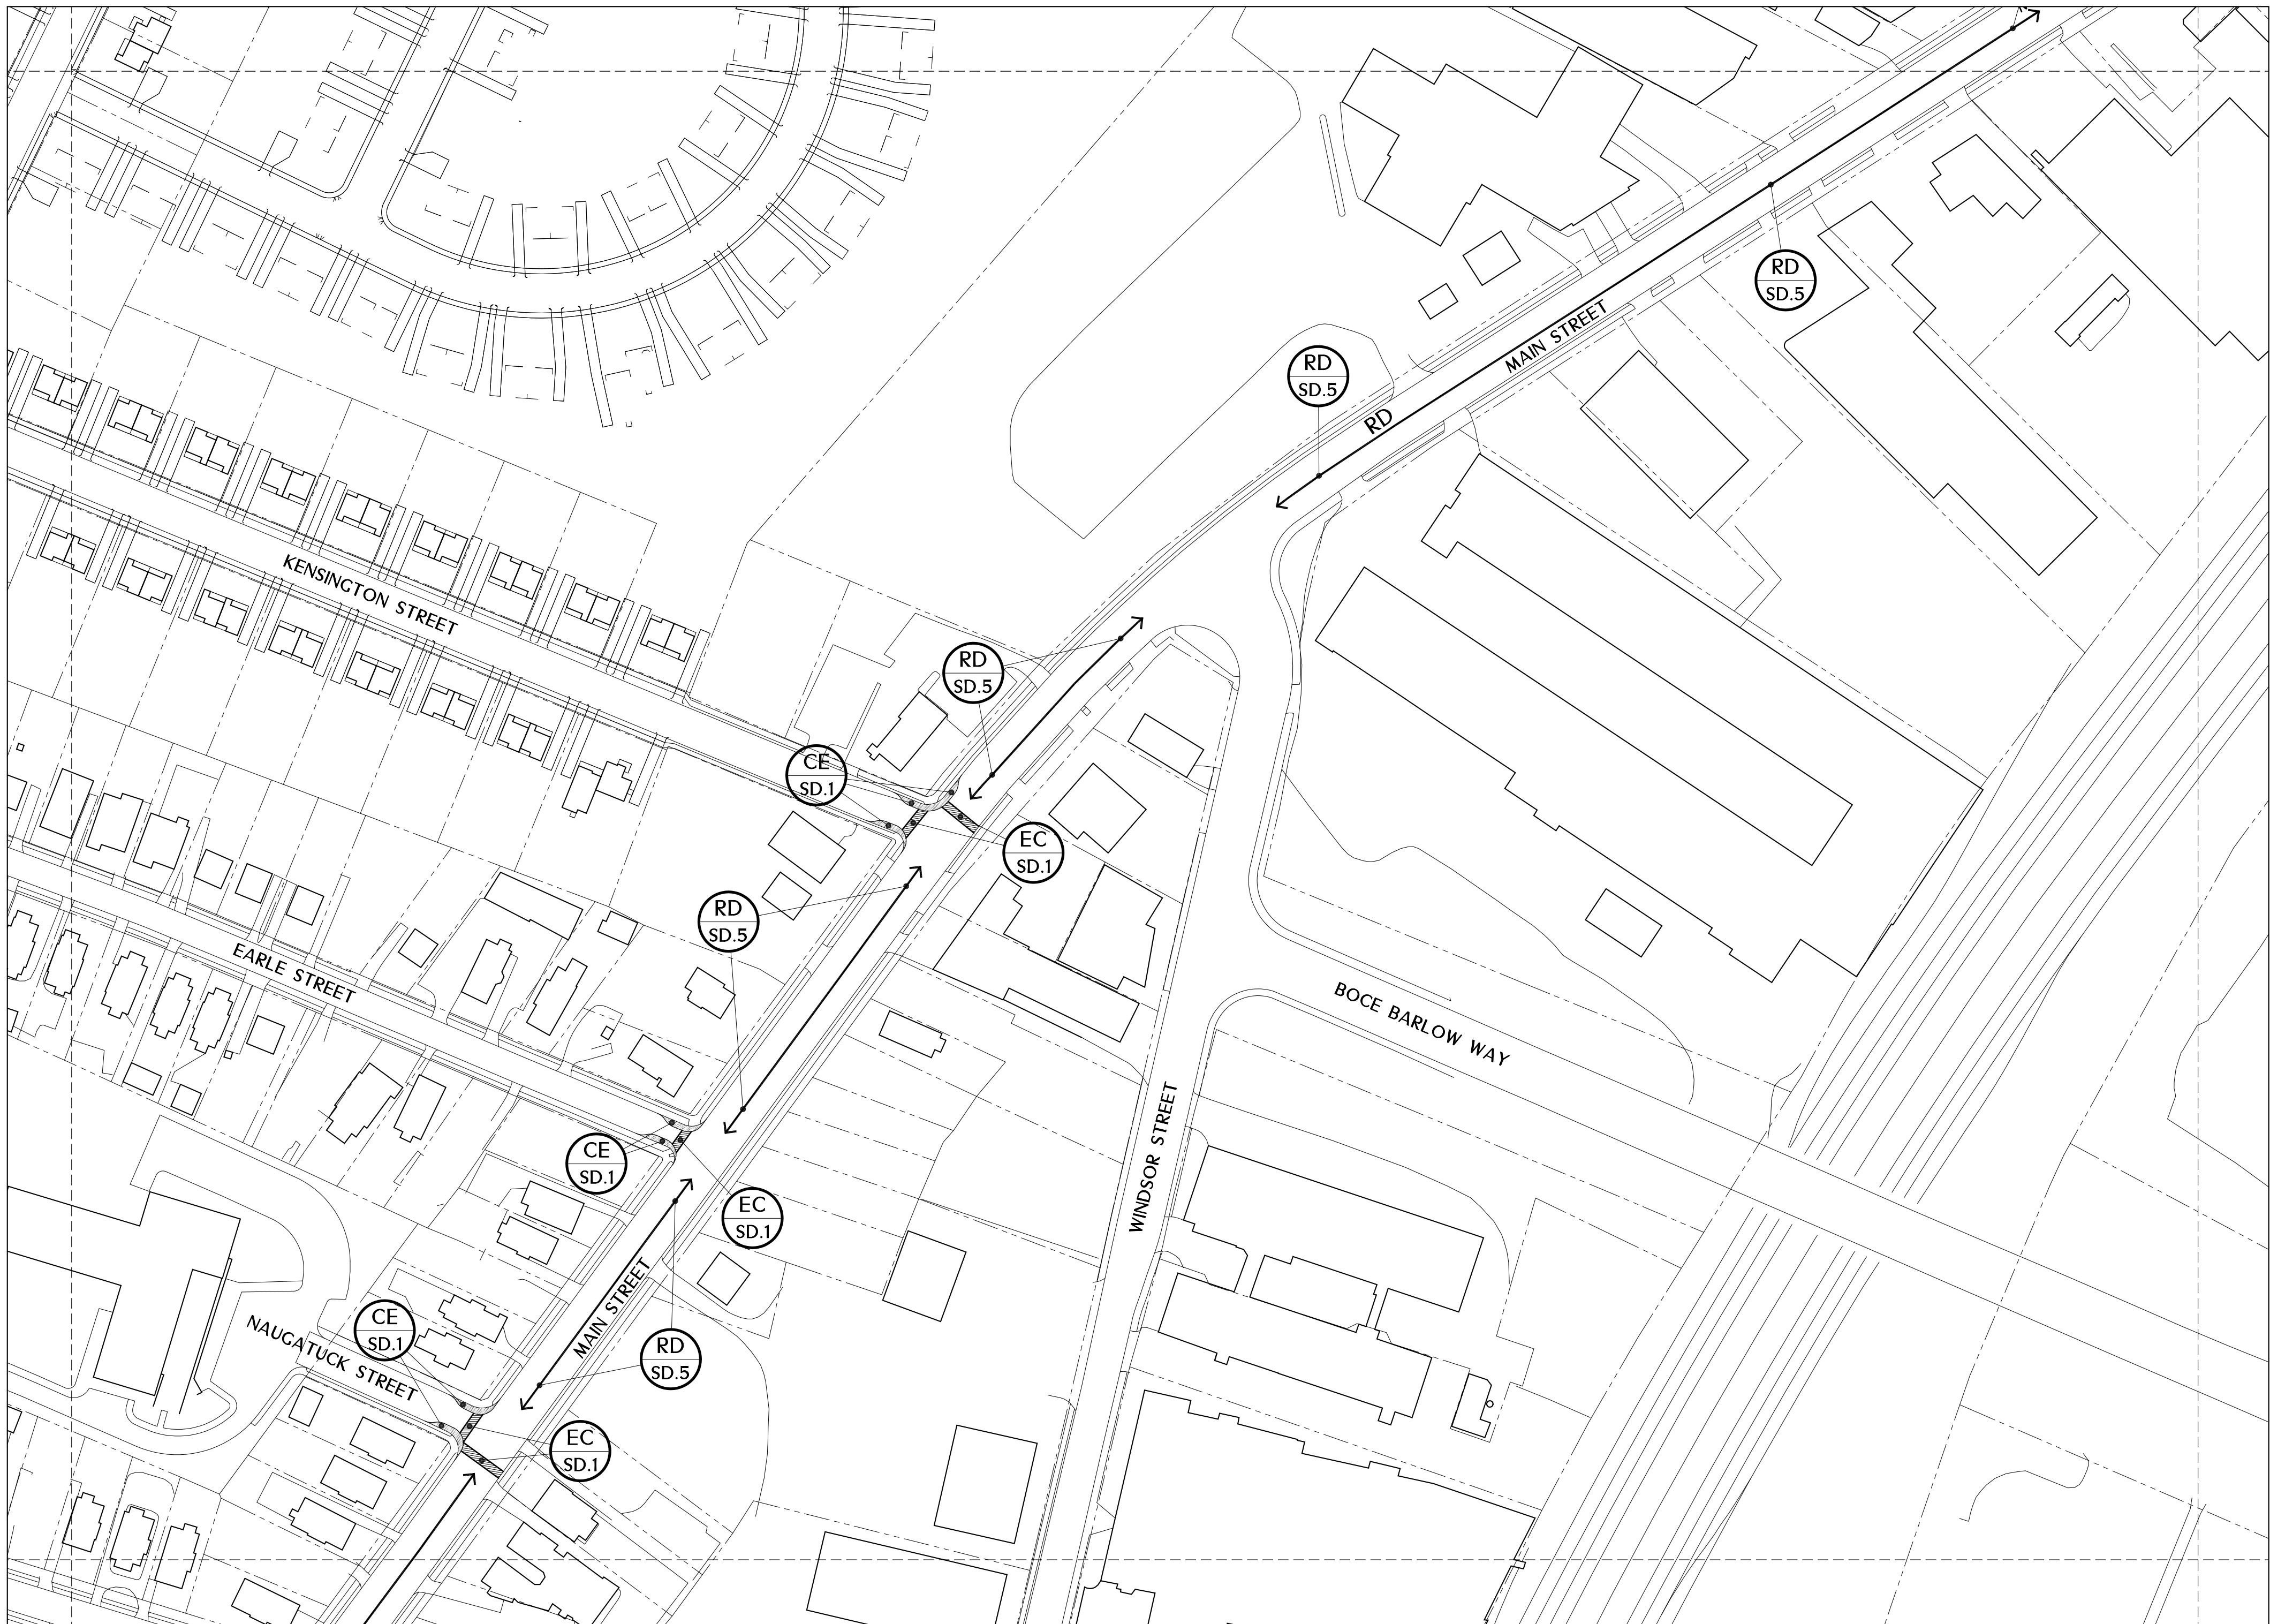 RD
SD.5
MAIN STREET
RD
SD.5
RD
KENSINGTON STREET
RD
SD.5
CE
SD.1
EC
SD.1
RD
SD.5
EARLE STREET
BOCE BARLOW WAY
WINDSOR STREET
CE
SD.1
EC
SD.1
MAIN STREET
CE
SD.1
NAUGATUCK STREET
RD
SD.5
EC
SD.1